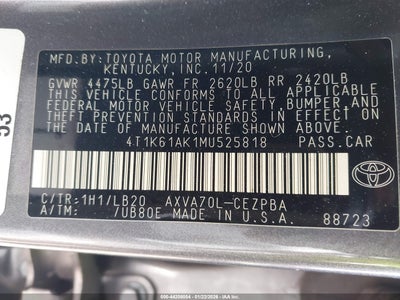 MFD.BY:TOYOTA MOTOR MANUFACTURING,
KENTUCKY,INC.11/20
GVWR 4475LB GAWR FR 2620LB RR 2420LB
THIS VEHICLE CONFORMS TO ALL APPLICABLE
FEDERAL MOTOR VEHICLE SAFETY, BUMPER, AND
THEFT PREVENTION STANDARDS IN EFFECT ON
THE DATE OF MANUFACTURE SHOWN ABOVE.
4T1K61AK1MU525818 PASS.CAR
TOYOTA
C/TR:1H1/LB20 AXVA70L-CEZPBA
A/TM: /UB80E MADE IN U.S.A. 88723
53